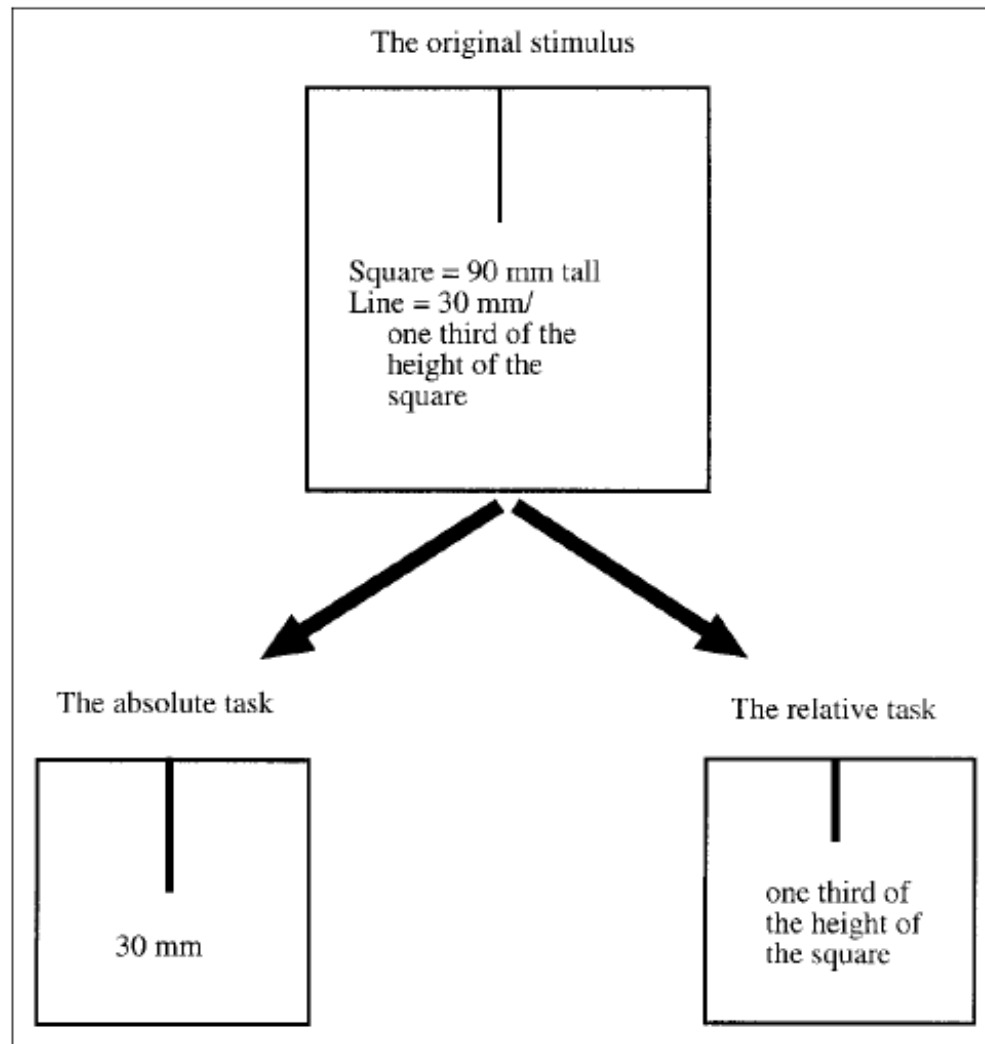 The original stimulus
Square = 90 mm tall
Line = 30 mm/
one third of the
height of the
square
The absolute task
The relative task
30 mm
one third of
the height of
the square